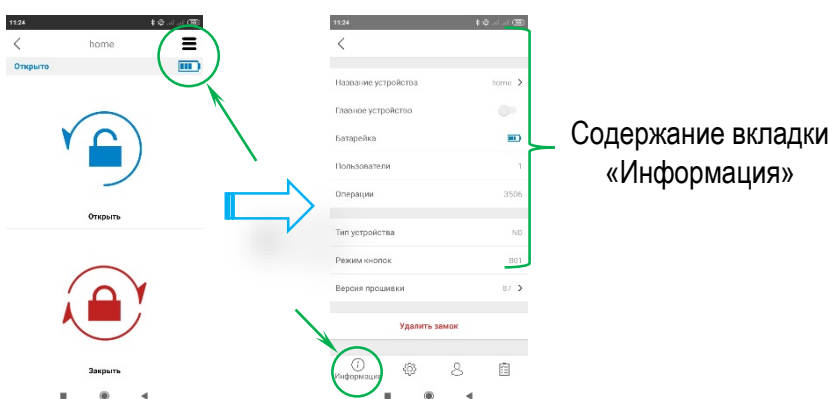 11:24
home
Открыто
Открыть
Закрыть
11:24
Название устройства home
Главное устройство
Батарейка
Пользователи 1
Операции 3506
Тип устройства N0
Режим кнопок B01
Версия прошивки 87
Удалить замок
Информация
Содержание вкладки
«Информация»